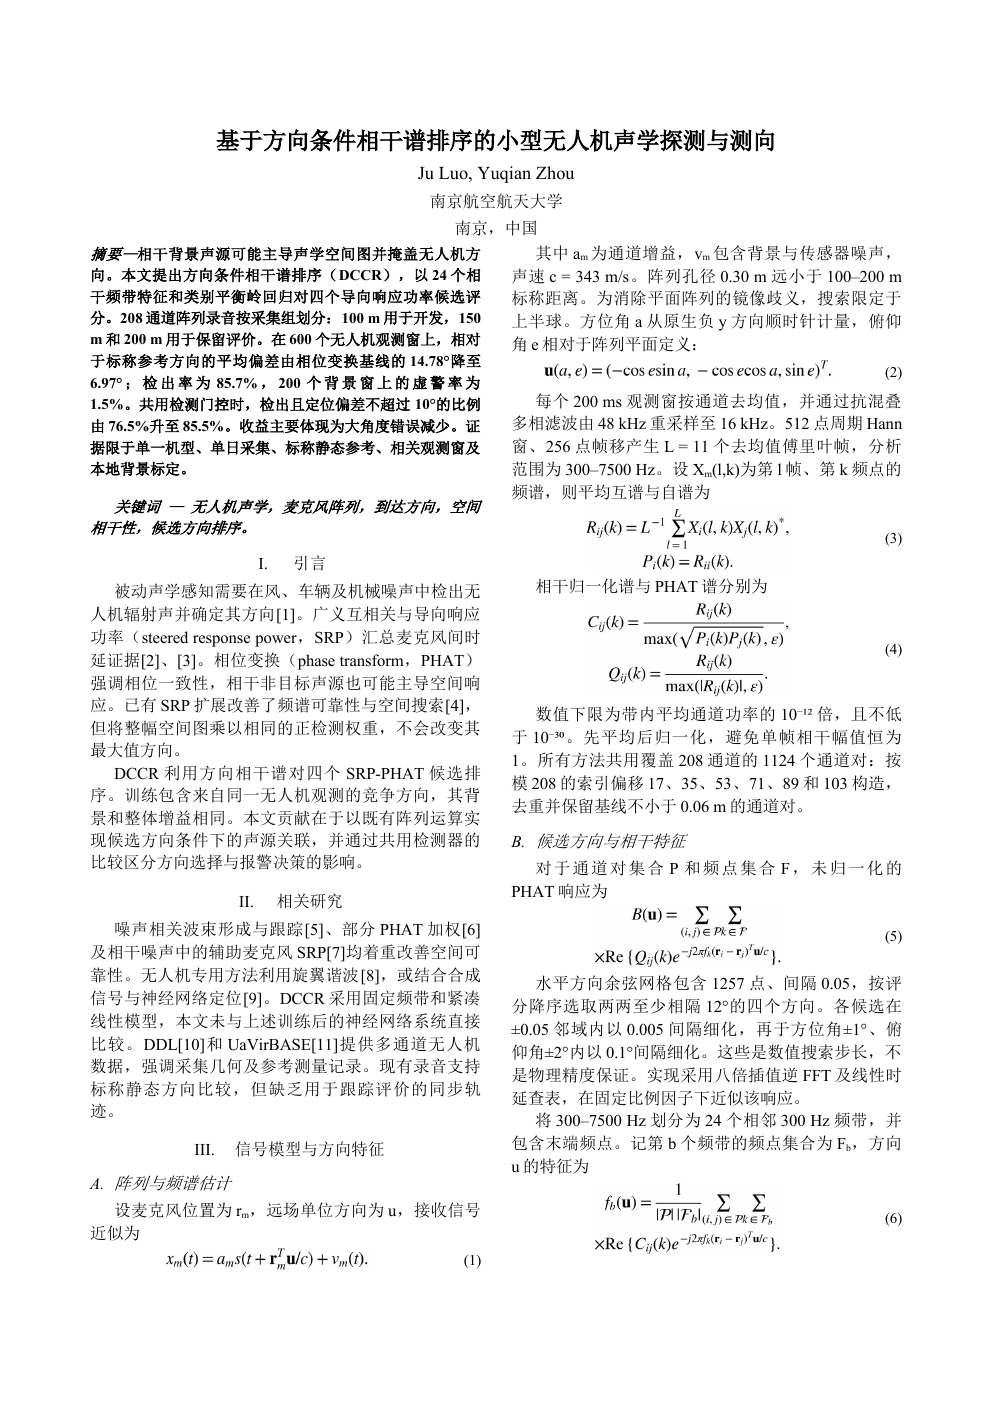 基于方向条件相干谱排序的小型无人机声学探测与测向
Ju Luo, Yuqian Zhou
南京航空航天大学
南京，中国
摘要—相干背景声源可能主导声学空间图并掩盖无人机方
向。本文提出方向条件相干谱排序（DCCR），以 24 个相
干频带特征和类别平衡岭回归对四个导向响应功率候选评
分。208 通道阵列录音按采集组划分：100 m 用于开发，150
m 和 200 m 用于保留评价。在 600 个无人机观测窗上，相对
于标称参考方向的平均偏差由相位变换基线的 14.78°降至
6.97°；检出率为 85.7%，200 个背景窗上的虚警率为
1.5%。共用检测门控时，检出且定位偏差不超过 10°的比例
由 76.5%升至 85.5%。收益主要体现为大角度错误减少。证
据限于单一机型、单日采集、标称静态参考、相关观测窗及
本地背景标定。
关键词 — 无人机声学，麦克风阵列，到达方向，空间
相干性，候选方向排序。
I. 引言
被动声学感知需要在风、车辆及机械噪声中检出无
人机辐射声并确定其方向[1]。广义互相关与导向响应
功率（steered response power，SRP）汇总麦克风间时
延证据[2]、[3]。相位变换（phase transform，PHAT）
强调相位一致性，相干非目标声源也可能主导空间响
应。已有 SRP 扩展改善了频谱可靠性与空间搜索[4]，
但将整幅空间图乘以相同的正检测权重，不会改变其
最大值方向。
DCCR 利用方向相干谱对四个 SRP-PHAT 候选排
序。训练包含来自同一无人机观测的竞争方向，其背
景和整体增益相同。本文贡献在于以既有阵列运算实
现候选方向条件下的声源关联，并通过共用检测器的
比较区分方向选择与报警决策的影响。
II. 相关研究
噪声相关波束形成与跟踪[5]、部分 PHAT 加权[6]
及相干噪声中的辅助麦克风 SRP[7]均着重改善空间可
靠性。无人机专用方法利用旋翼谐波[8]，或结合合成
信号与神经网络定位[9]。DCCR 采用固定频带和紧凑
线性模型，本文未与上述训练后的神经网络系统直接
比较。DDL[10]和 UaVirBASE[11]提供多通道无人机
数据，强调采集几何及参考测量记录。现有录音支持
标称静态方向比较，但缺乏用于跟踪评价的同步轨
迹。
III. 信号模型与方向特征
A. 阵列与频谱估计
设麦克风位置为 rₘ，远场单位方向为 u，接收信号
近似为
xₘ(t) = aₘs(t + rₘᵀu/c) + vₘ(t). (1)
其中 aₘ 为通道增益，vₘ 包含背景与传感器噪声，
声速 c = 343 m/s。阵列孔径 0.30 m 远小于 100–200 m
标称距离。为消除平面阵列的镜像歧义，搜索限定于
上半球。方位角 a 从原生负 y 方向顺时针计量，俯仰
角 e 相对于阵列平面定义：
u(a, e) = (−cos e sin a, − cos e cos a, sin e)ᵀ. (2)
每个 200 ms 观测窗按通道去均值，并通过抗混叠
多相滤波由 48 kHz 重采样至 16 kHz。512 点周期 Hann
窗、256 点帧移产生 L = 11 个去均值傅里叶帧，分析
范围为 300–7500 Hz。设 Xₘ(l,k)为第 l 帧、第 k 频点的
频谱，则平均互谱与自谱为
Rᵢⱼ(k) = L⁻¹ ∑_{l=1}^{L} Xᵢ(l, k)Xⱼ(l, k)*,
Pᵢ(k) = Rᵢᵢ(k). (3)
相干归一化谱与 PHAT 谱分别为
Cᵢⱼ(k) = Rᵢⱼ(k) / max(√(Pᵢ(k)Pⱼ(k)), ε),
Qᵢⱼ(k) = Rᵢⱼ(k) / max(|Rᵢⱼ(k)|, ε). (4)
数值下限为带内平均通道功率的 10⁻¹² 倍，且不低
于 10⁻³⁰。先平均后归一化，避免单帧相干幅值恒为
1。所有方法共用覆盖 208 通道的 1124 个通道对：按
模 208 的索引偏移 17、35、53、71、89 和 103 构造，
去重并保留基线不小于 0.06 m 的通道对。
B. 候选方向与相干特征
对于通道对集合 P 和频点集合 F，未归一化的
PHAT 响应为
B(u) = ∑_{(i, j) ∈ P} ∑_{k ∈ F}
×Re {Qᵢⱼ(k)e^{−j2πfₖ(rᵢ − rⱼ)ᵀu/c}. (5)
水平方向余弦网格包含 1257 点、间隔 0.05，按评
分降序选取两两至少相隔 12°的四个方向。各候选在
±0.05 邻域内以 0.005 间隔细化，再于方位角±1°、俯
仰角±2°内以 0.1°间隔细化。这些是数值搜索步长，不
是物理精度保证。实现采用八倍插值逆 FFT 及线性时
延查表，在固定比例因子下近似该响应。
将 300–7500 Hz 划分为 24 个相邻 300 Hz 频带，并
包含末端频点。记第 b 个频带的频点集合为 F_b，方向
u 的特征为
f_b(u) = 1/(|P| |F_b|) ∑_{(i, j) ∈ P} ∑_{k ∈ F_b}
×Re {Cᵢⱼ(k)e^{−j2πfₖ(rᵢ − rⱼ)ᵀu/c}. (6)